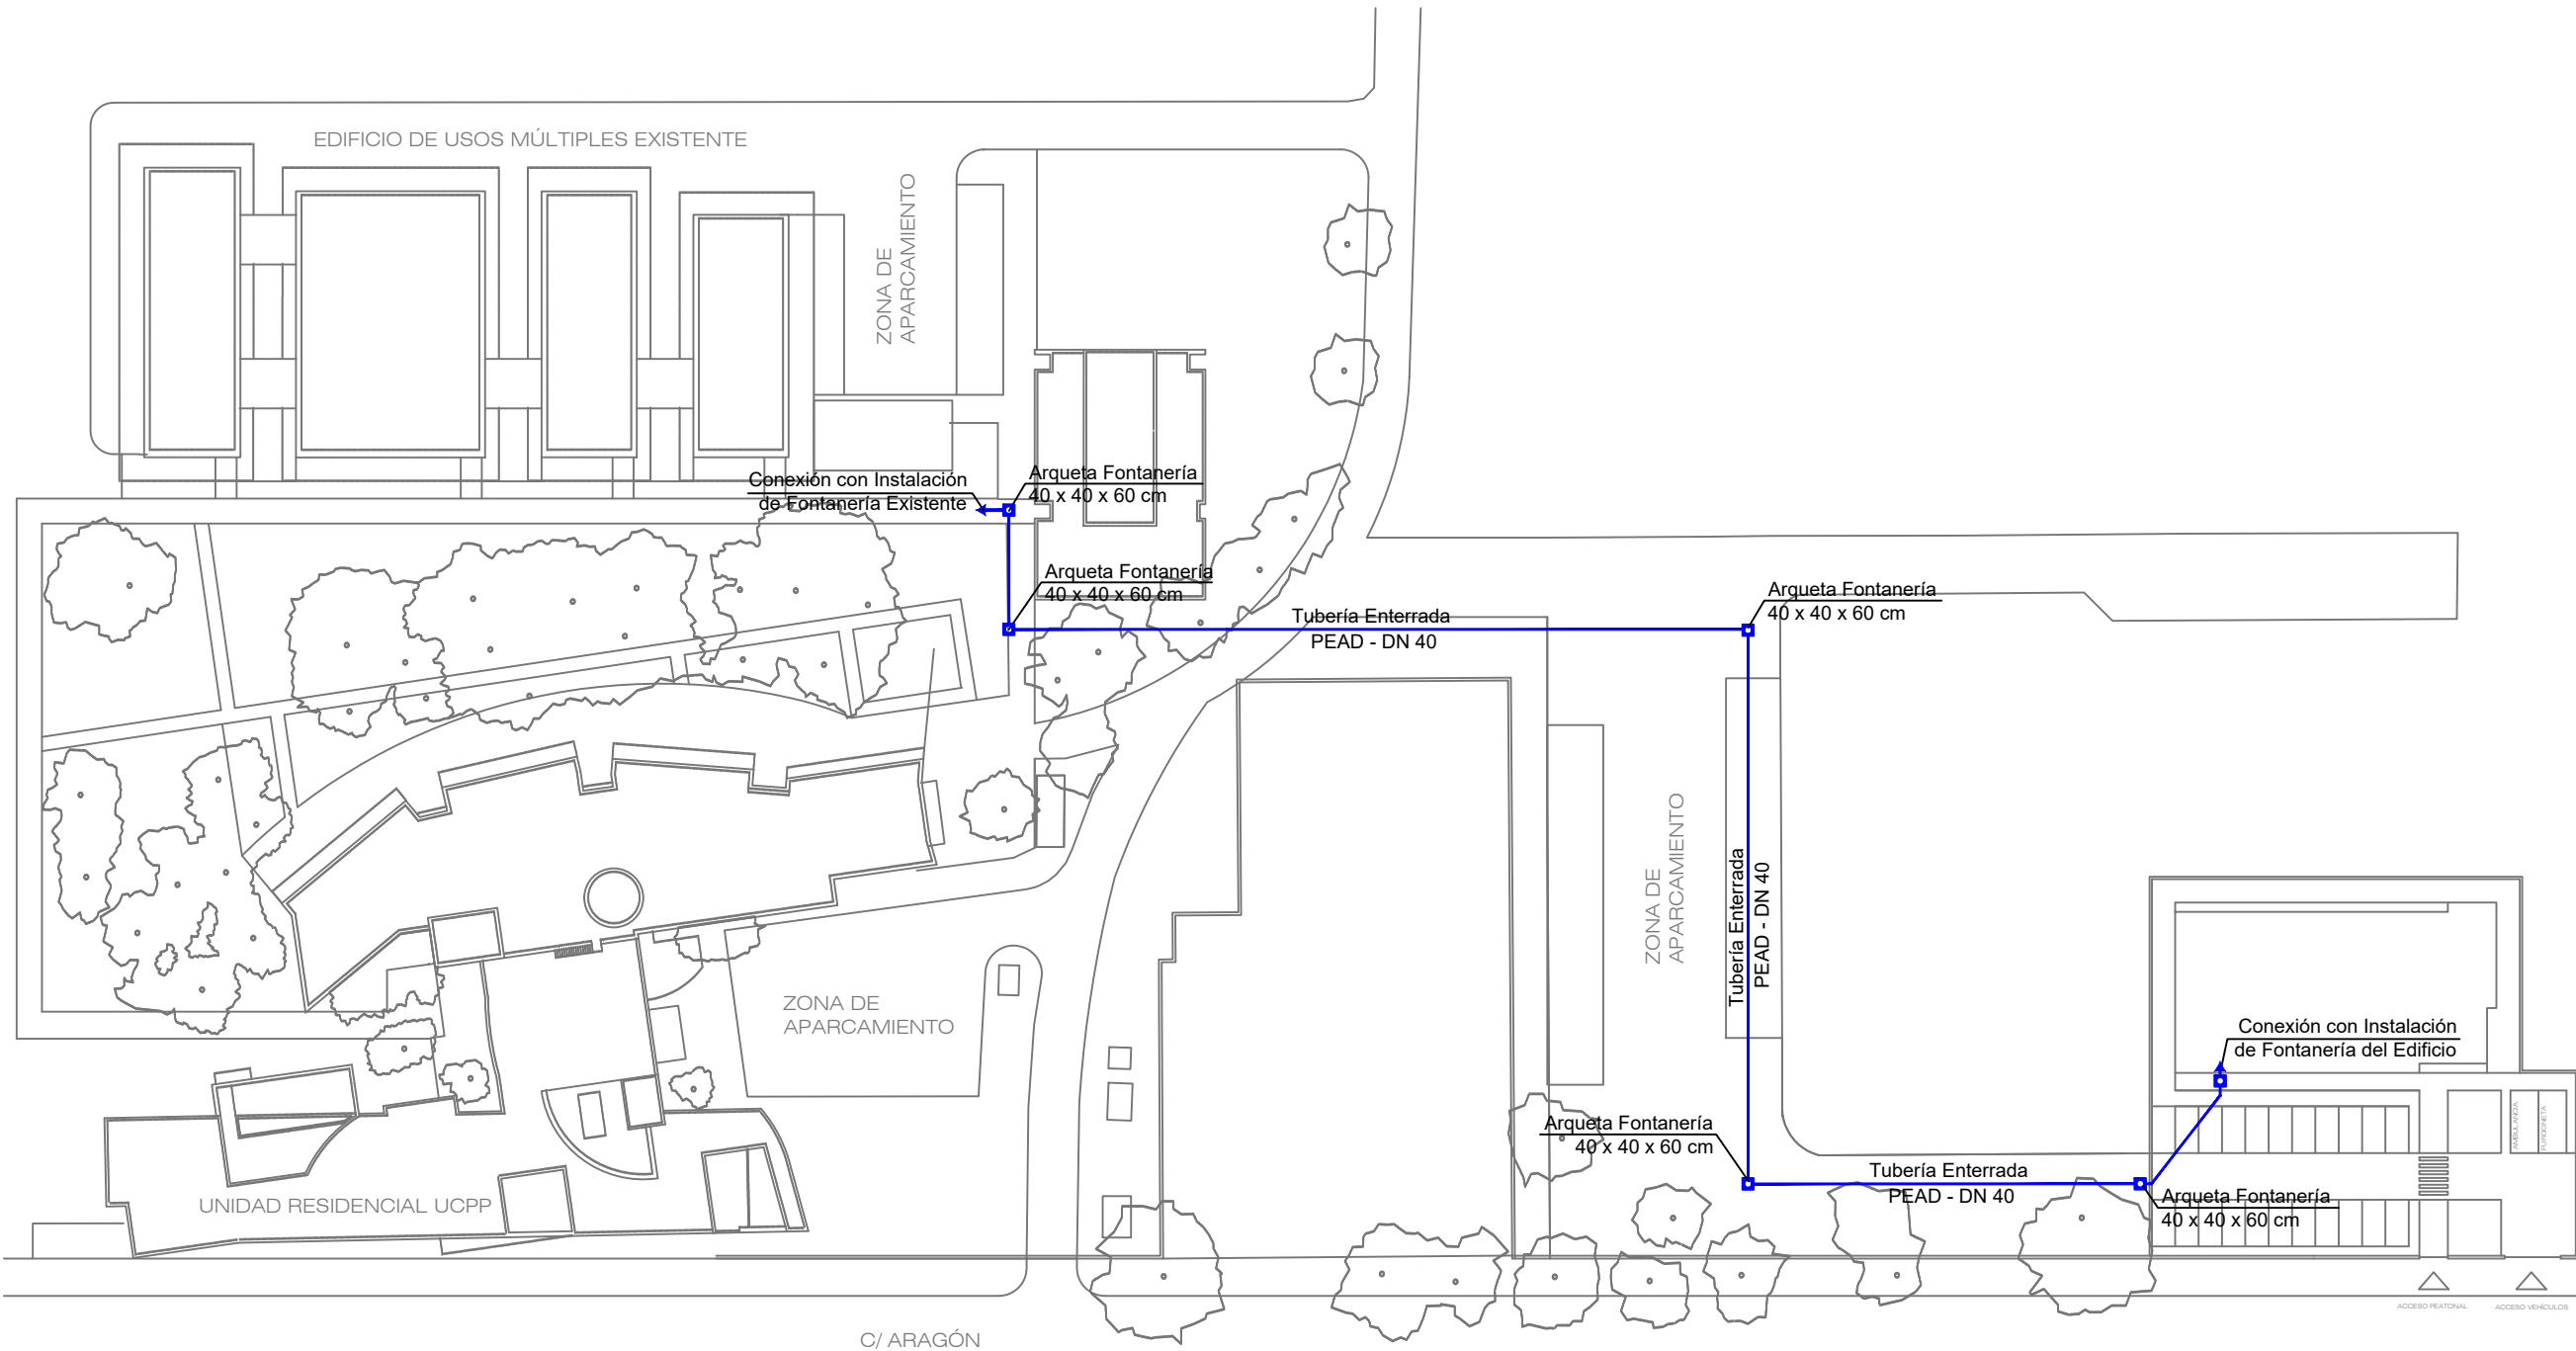 EDIFICIO DE USOS MÚLTIPLES EXISTENTE
ZONA DE
APARCAMIENTO
Conexión con Instalación
de Fontanería Existente
Arqueta Fontanería
40 x 40 x 60 cm
Arqueta Fontanería
40 x 40 x 60 cm
Tubería Enterrada
PEAD - DN 40
Arqueta Fontanería
40 x 40 x 60 cm
ZONA DE
APARCAMIENTO
Tubería Enterrada
PEAD - DN 40
ZONA DE
APARCAMIENTO
Conexión con Instalación
de Fontanería del Edificio
Arqueta Fontanería
40 x 40 x 60 cm
AMBULANCIA
FURGONETA
Tubería Enterrada
PEAD - DN 40
Arqueta Fontanería
40 x 40 x 60 cm
UNIDAD RESIDENCIAL UCPP
ACCESO PEATONAL
ACCESO VEHÍCULOS
C/ ARAGÓN